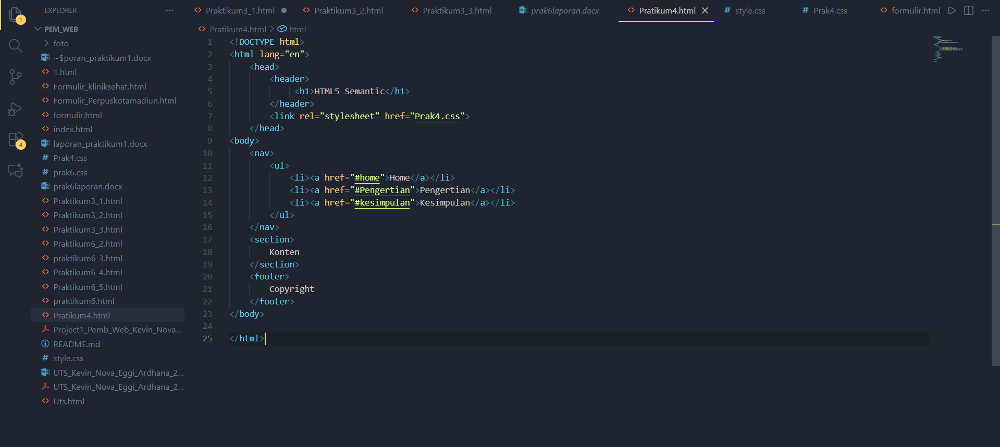 EXPLORER
Praktikum3_1.html
Praktikum3_2.html
Praktikum3_3.html
prak6laporan.docx
Pratikum4.html
# style.css
# Prak4.css
formulir.html
1
4
PEM_WEB
foto
~$poran_praktikum1.docx
1.html
Formulir_kliniksehat.html
Formulir_Perpuskotamadiun.html
formulir.html
index.html
laporan_praktikum1.docx
# Prak4.css
# prak6.css
prak6laporan.docx
Praktikum3_1.html
Praktikum3_2.html
Praktikum3_3.html
Praktikum6_2.html
praktikum6_3.html
Praktikum6_4.html
Praktikum6_5.html
praktikum6.html
Pratikum4.html
Project1_Pemb_Web_Kevin_Nova...
README.md
# style.css
UTS_Kevin_Nova_Eggi_Ardhana_2...
UTS_Kevin_Nova_Eggi_Ardhana_2...
Uts.html
Pratikum4.html > html
1 <!DOCTYPE html>
2 <html lang="en">
3     <head>
4         <header>
5              <h1>HTML5 Semantic</h1>
6         </header>
7         <link rel="stylesheet" href="Prak4.css">
8     </head>
9 <body>
10     <nav>
11         <ul>
12             <li><a href="#home">Home</a></li>
13             <li><a href="#Pengertian">Pengertian</a></li>
14             <li><a href="#kesimpulan">Kesimpulan</a></li>
15         </ul>
16     </nav>
17     <section>
18         Konten
19     </section>
20     <footer>
21         Copyright
22     </footer>
23 </body>
24
25 </html>